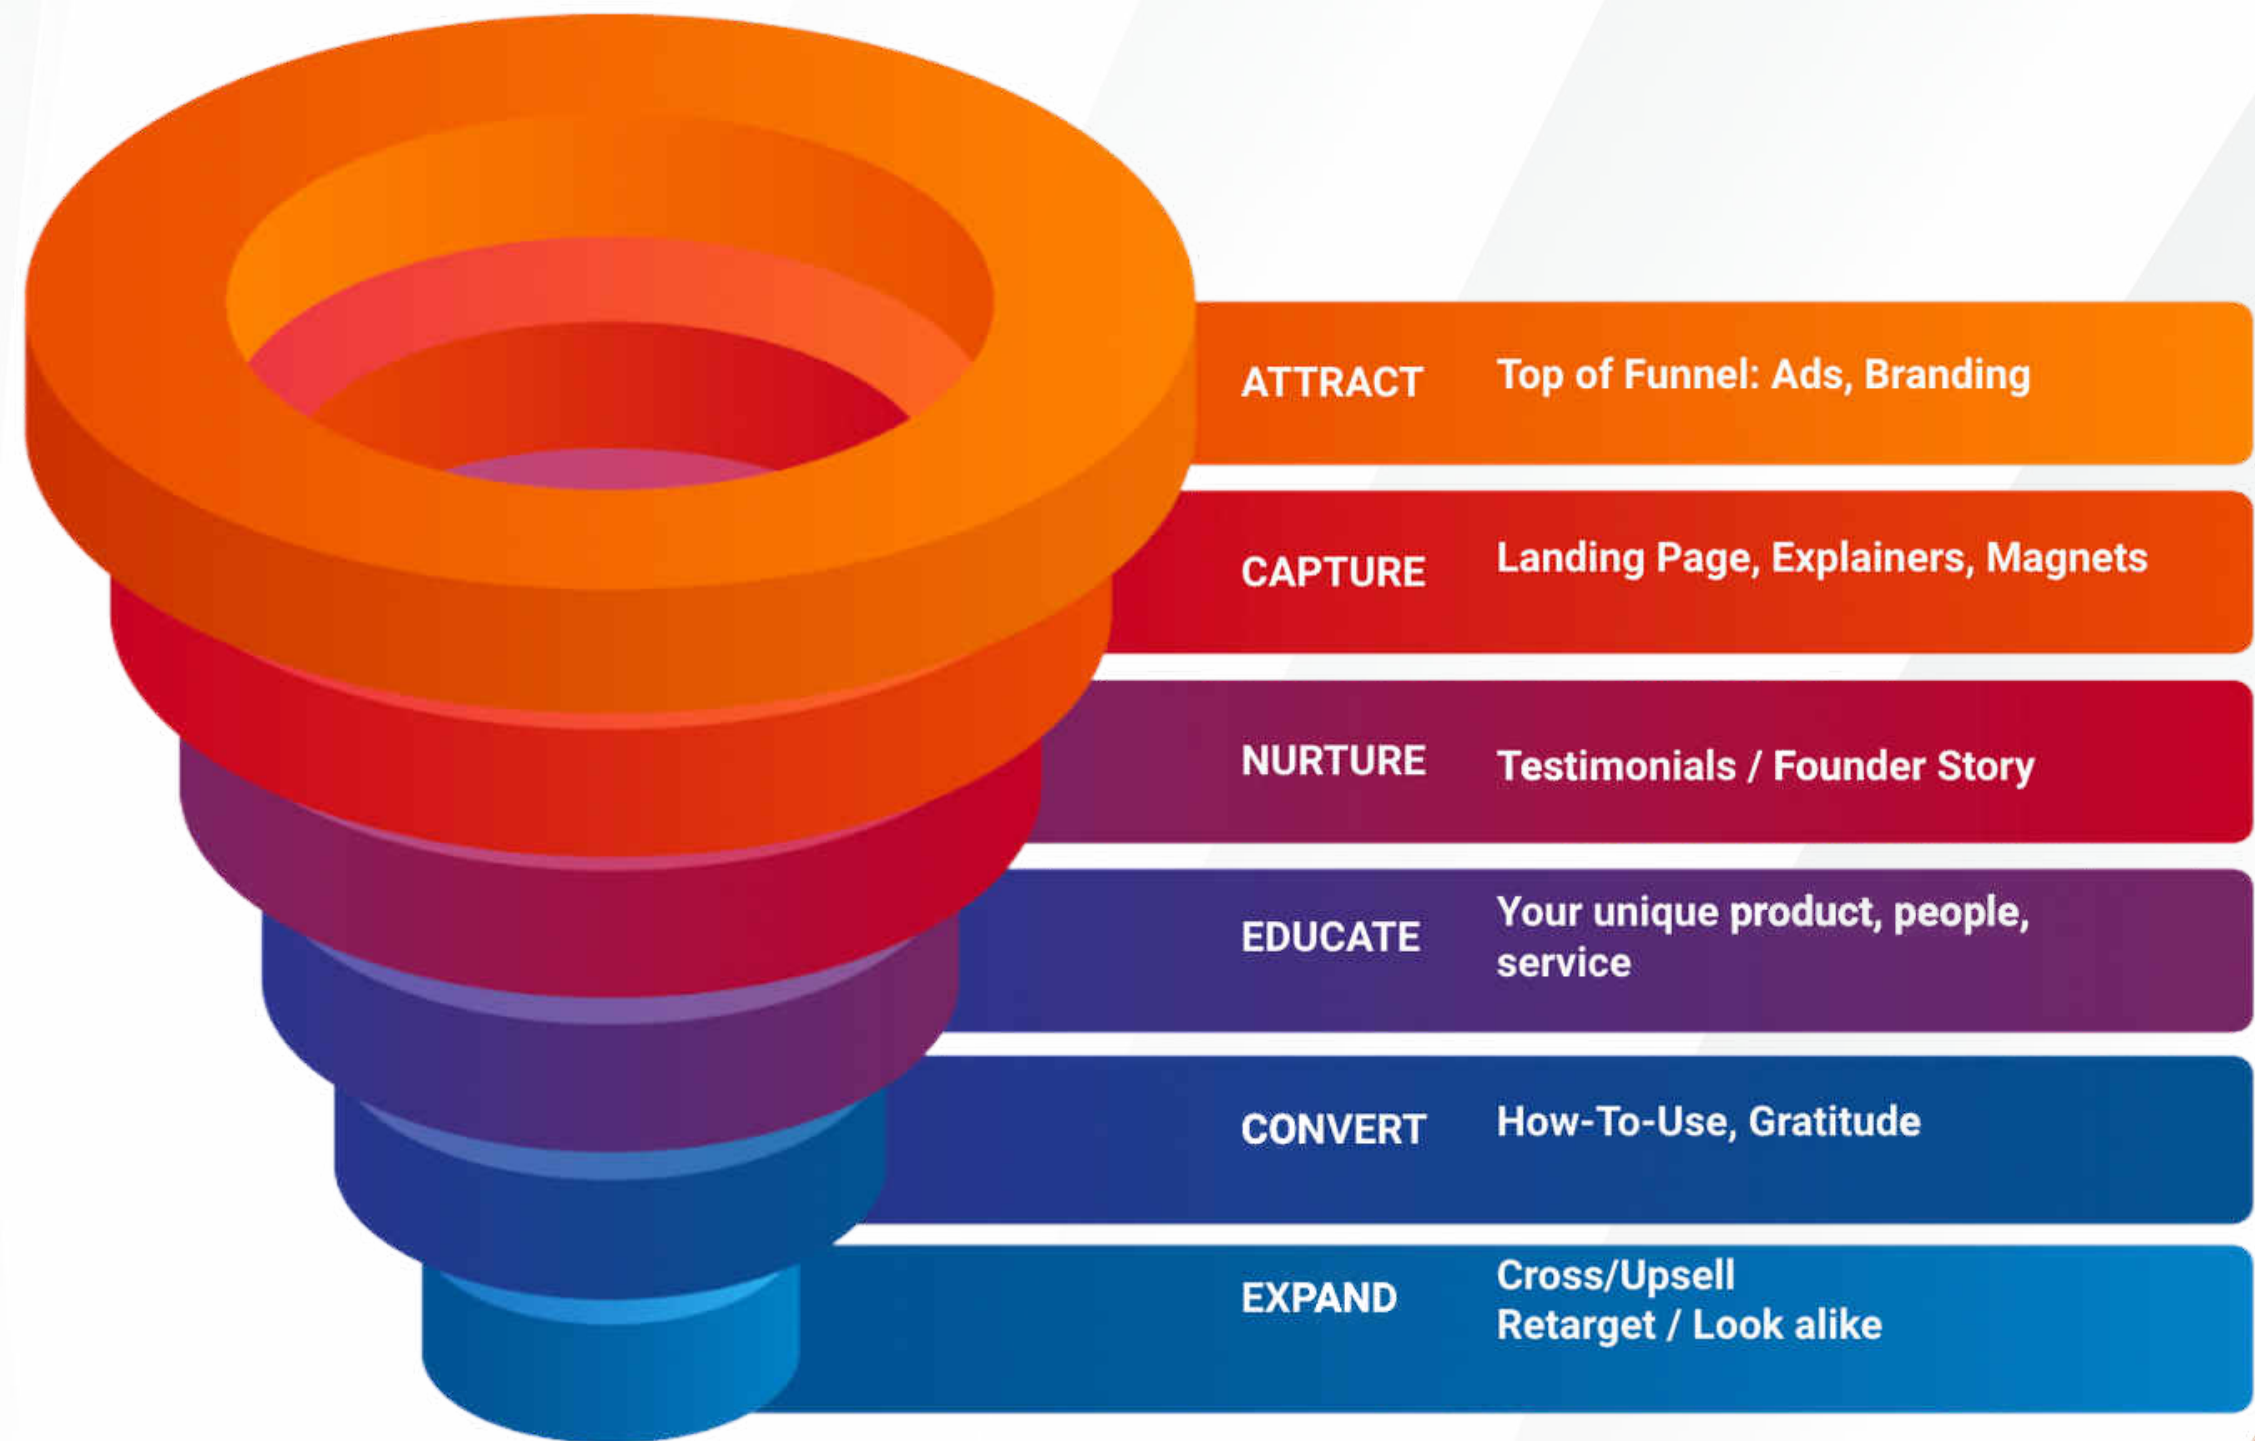 ATTRACT Top of Funnel: Ads, Branding
CAPTURE Landing Page, Explainers, Magnets
NURTURE Testimonials / Founder Story
EDUCATE Your unique product, people,
service
CONVERT How-To-Use, Gratitude
EXPAND Cross/Upsell
Retarget / Look alike